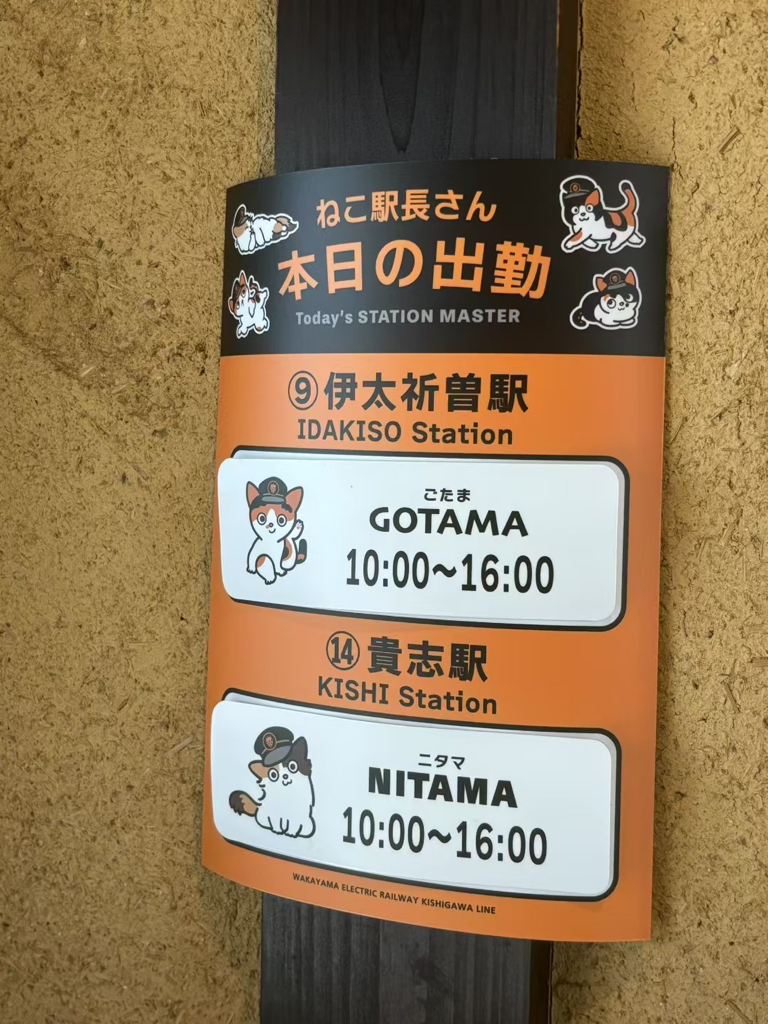 ねこ駅長さん
本日の出勤
Today's STATION MASTER
⑨伊太祈曽駅
IDAKISO Station
ごたま
GOTAMA
10:00～16:00
⑭貴志駅
KISHI Station
ニタマ
NITAMA
10:00～16:00
WAKAYAMA ELECTRIC RAILWAY KISHIGAWA LINE